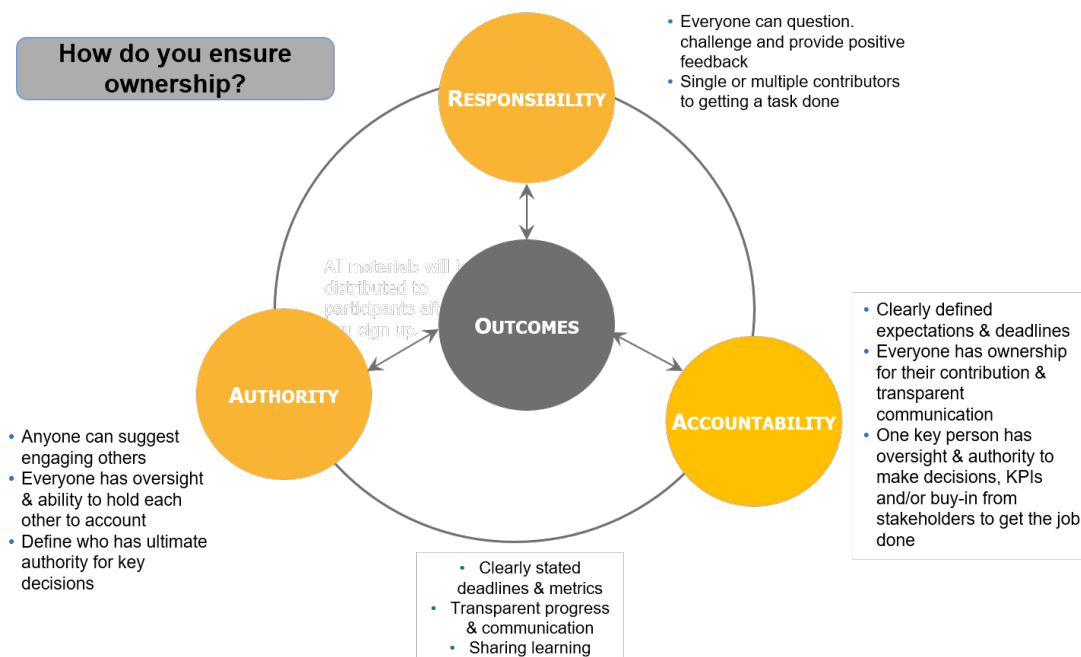 How do you ensure
ownership?
• Everyone can question.
challenge and provide positive
feedback
• Single or multiple contributors
to getting a task done
RESPONSIBILITY
All materials will
distributed to
participants
sign up.
OUTCOMES
AUTHORITY
ACCOUNTABILITY
• Clearly defined
expectations & deadlines
• Everyone has ownership
for their contribution &
transparent
communication
• One key person has
oversight & authority to
make decisions, KPIs
and/or buy-in from
stakeholders to get the job
done
• Anyone can suggest
engaging others
• Everyone has oversight
& ability to hold each
other to account
• Define who has ultimate
authority for key
decisions
• Clearly stated
deadlines & metrics
• Transparent progress
& communication
• Sharing learning